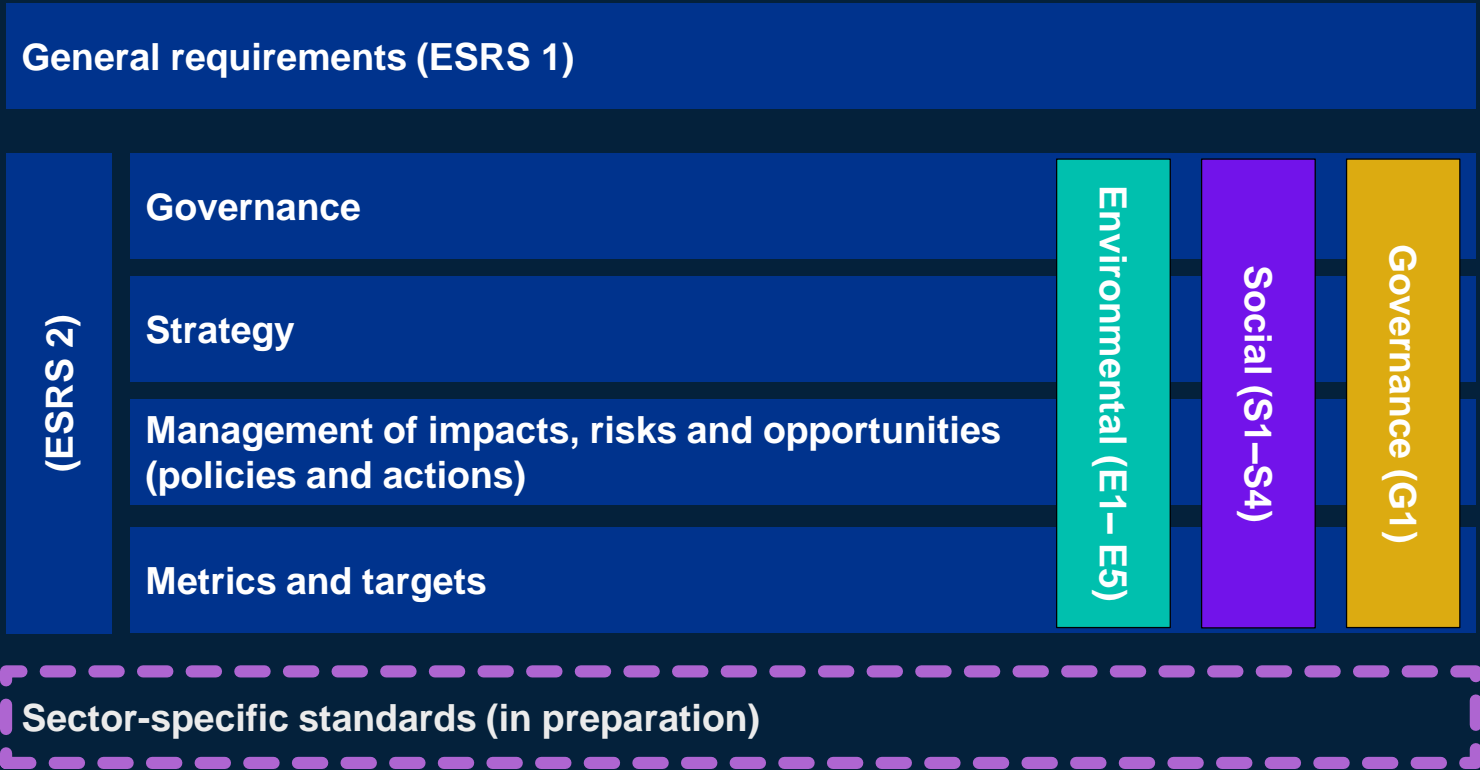 General requirements (ESRS 1)
(ESRS 2)
Governance
Strategy
Management of impacts, risks and opportunities
(policies and actions)
Metrics and targets
Environmental (E1– E5)
Social (S1–S4)
Governance (G1)
Sector-specific standards (in preparation)